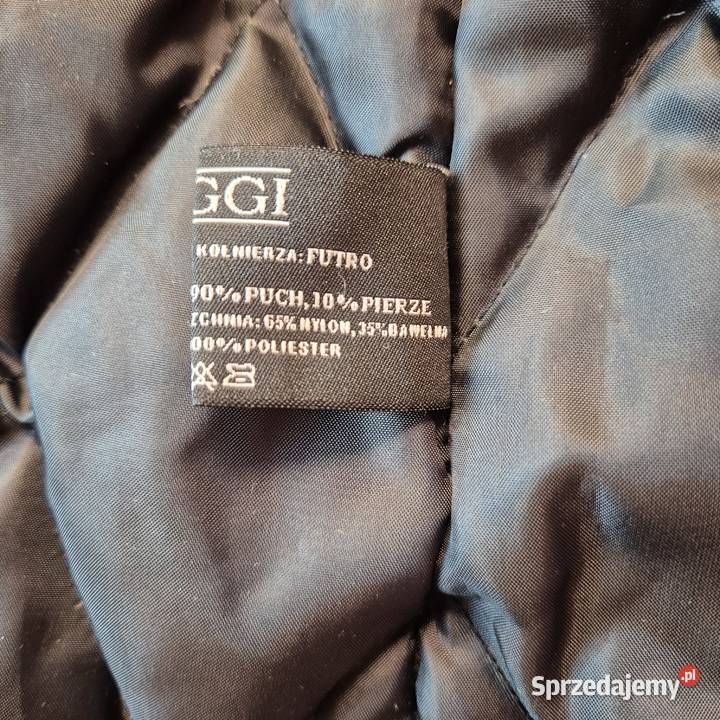 GGI
KOŁNIERZA: FUTRO
90% PUCH, 10% PIERZE
ZCHNIA: 65% NYLON, 35% BAWEŁNA
00% POLIESTER
Sprzedajemy.pl